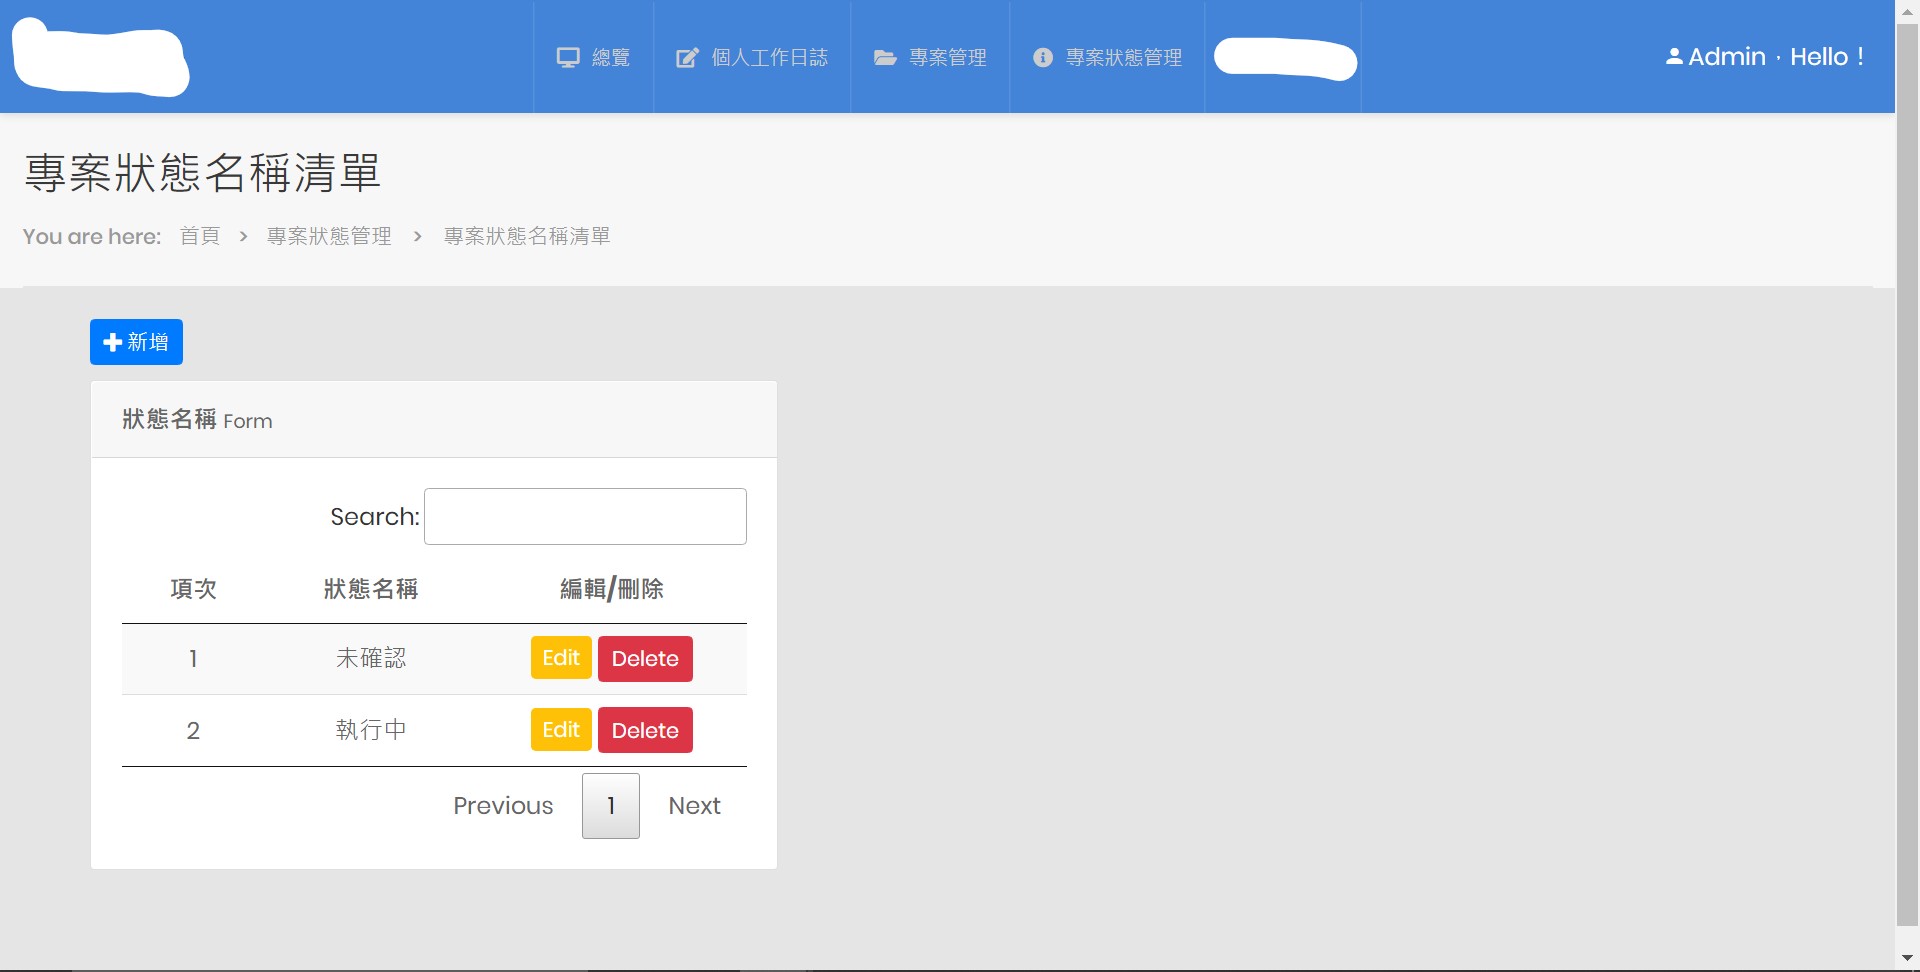 總覽 個人工作日誌 專案管理 專案狀態管理 Admin，Hello！
專案狀態名稱清單
You are here: 首頁 > 專案狀態管理 > 專案狀態名稱清單
新增
狀態名稱 Form
Search:
項次 狀態名稱 編輯/刪除
1 未確認 Edit Delete
2 執行中 Edit Delete
Previous 1 Next